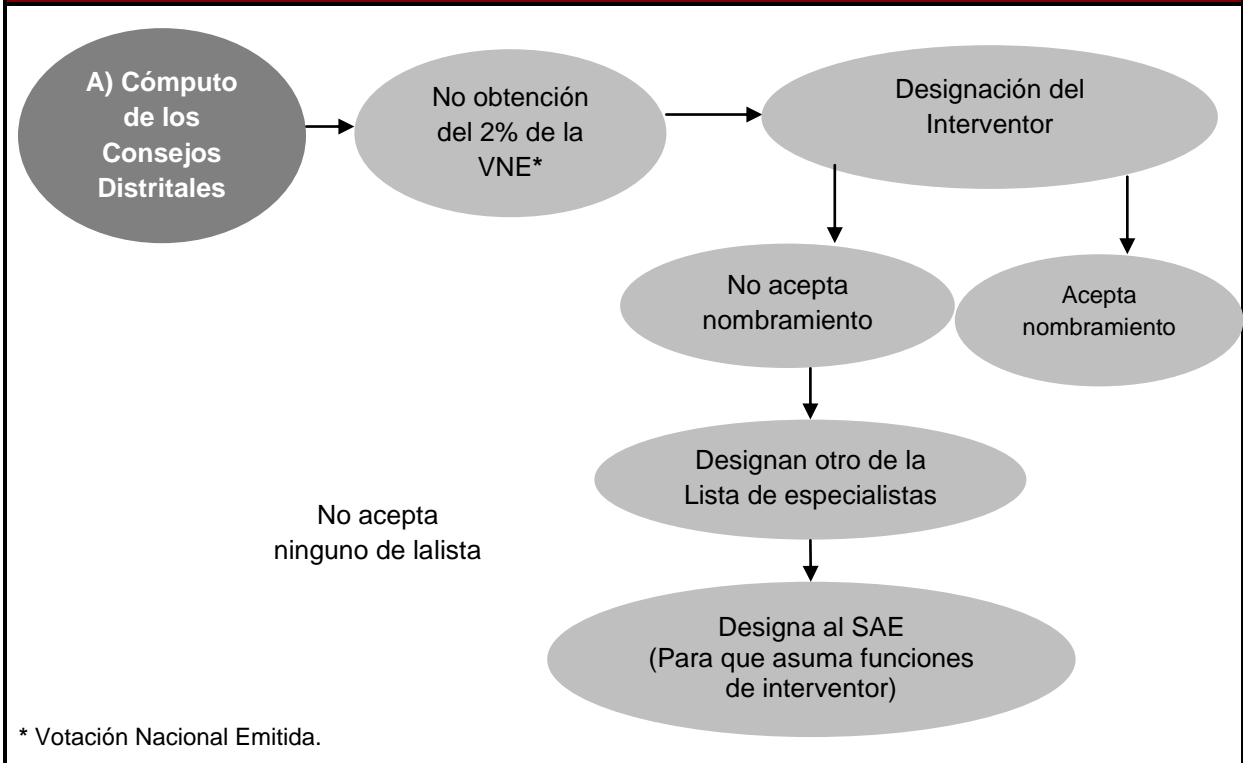 A) Cómputo
de los
Consejos
Distritales
No obtención
del 2% de la
VNE*
Designación del
Interventor
No acepta
nombramiento
Acepta
nombramiento
Designan otro de la
Lista de especialistas
No acepta
ninguno de lalista
Designa al SAE
(Para que asuma funciones
de interventor)
* Votación Nacional Emitida.